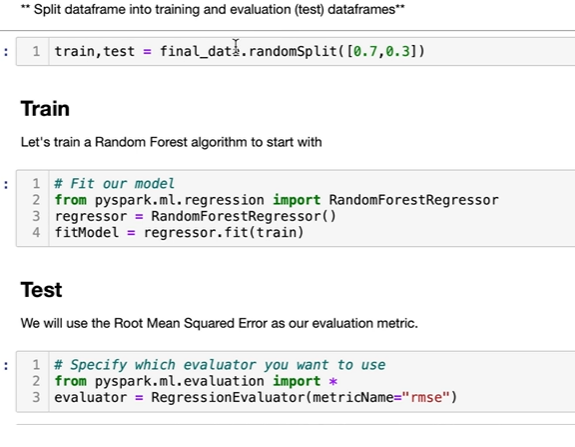 ** Split dataframe into training and evaluation (test) dataframes**
: 1 train,test = final_data.randomSplit([0.7,0.3])
Train
Let's train a Random Forest algorithm to start with
: 1 # Fit our model
2 from pyspark.ml.regression import RandomForestRegressor
3 regressor = RandomForestRegressor()
4 fitModel = regressor.fit(train)
Test
We will use the Root Mean Squared Error as our evaluation metric.
: 1 # Specify which evaluator you want to use
2 from pyspark.ml.evaluation import *
3 evaluator = RegressionEvaluator(metricName="rmse")